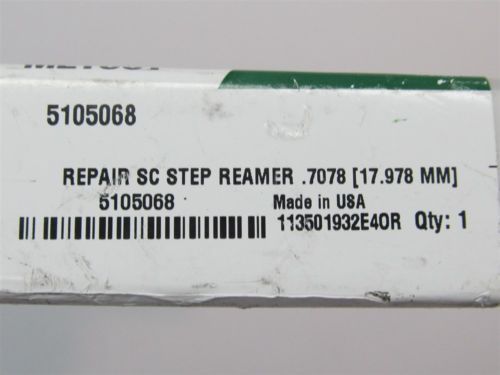 5105068
REPAIR SC STEP REAMER .7078 [17.978 MM]
5105068 Made in USA
113501932E40R Qty: 1